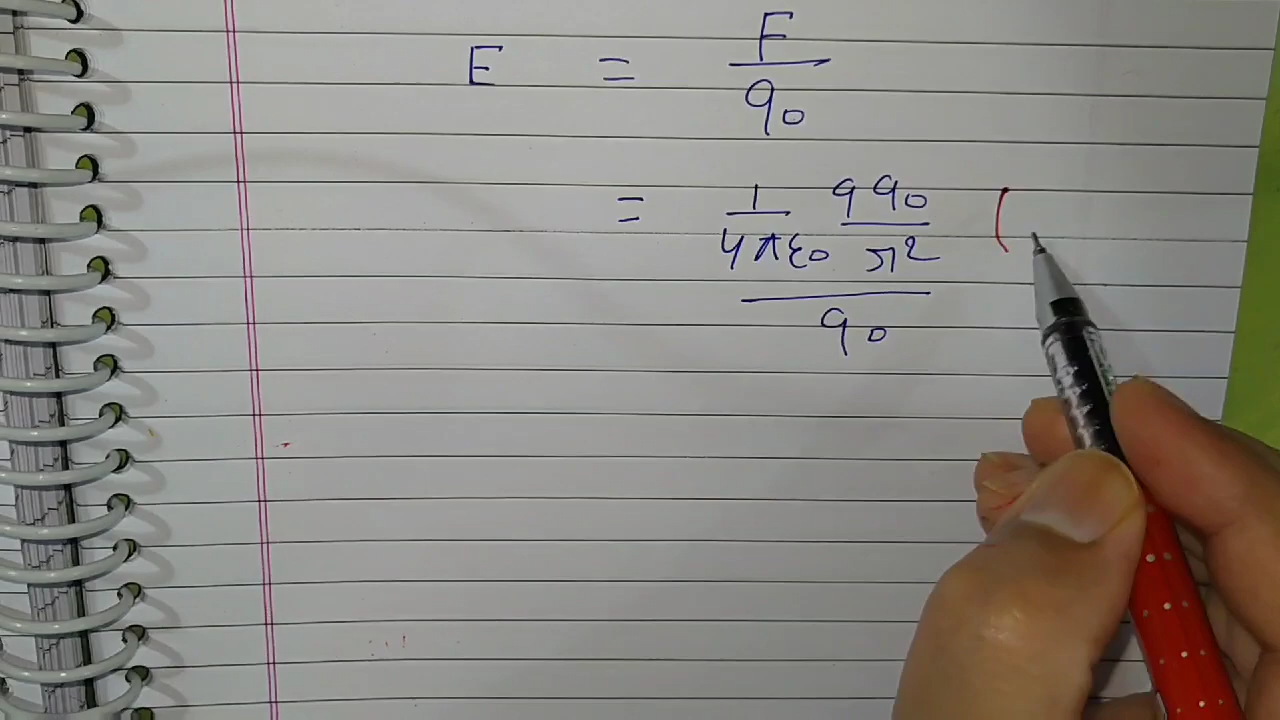 E = F / q₀
= 1/4πε₀ qq₀/r² / q₀ (